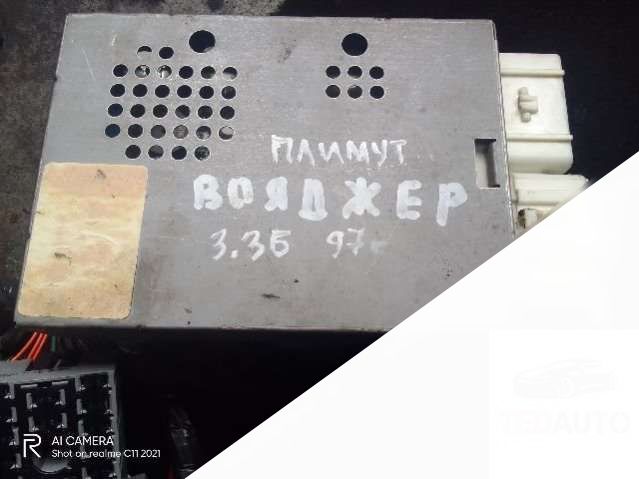 ПЛИМУТ
ВОЯДЖЕР
3.3Б 97г
TEDAUTO
AI CAMERA
Shot on realme C11 2021